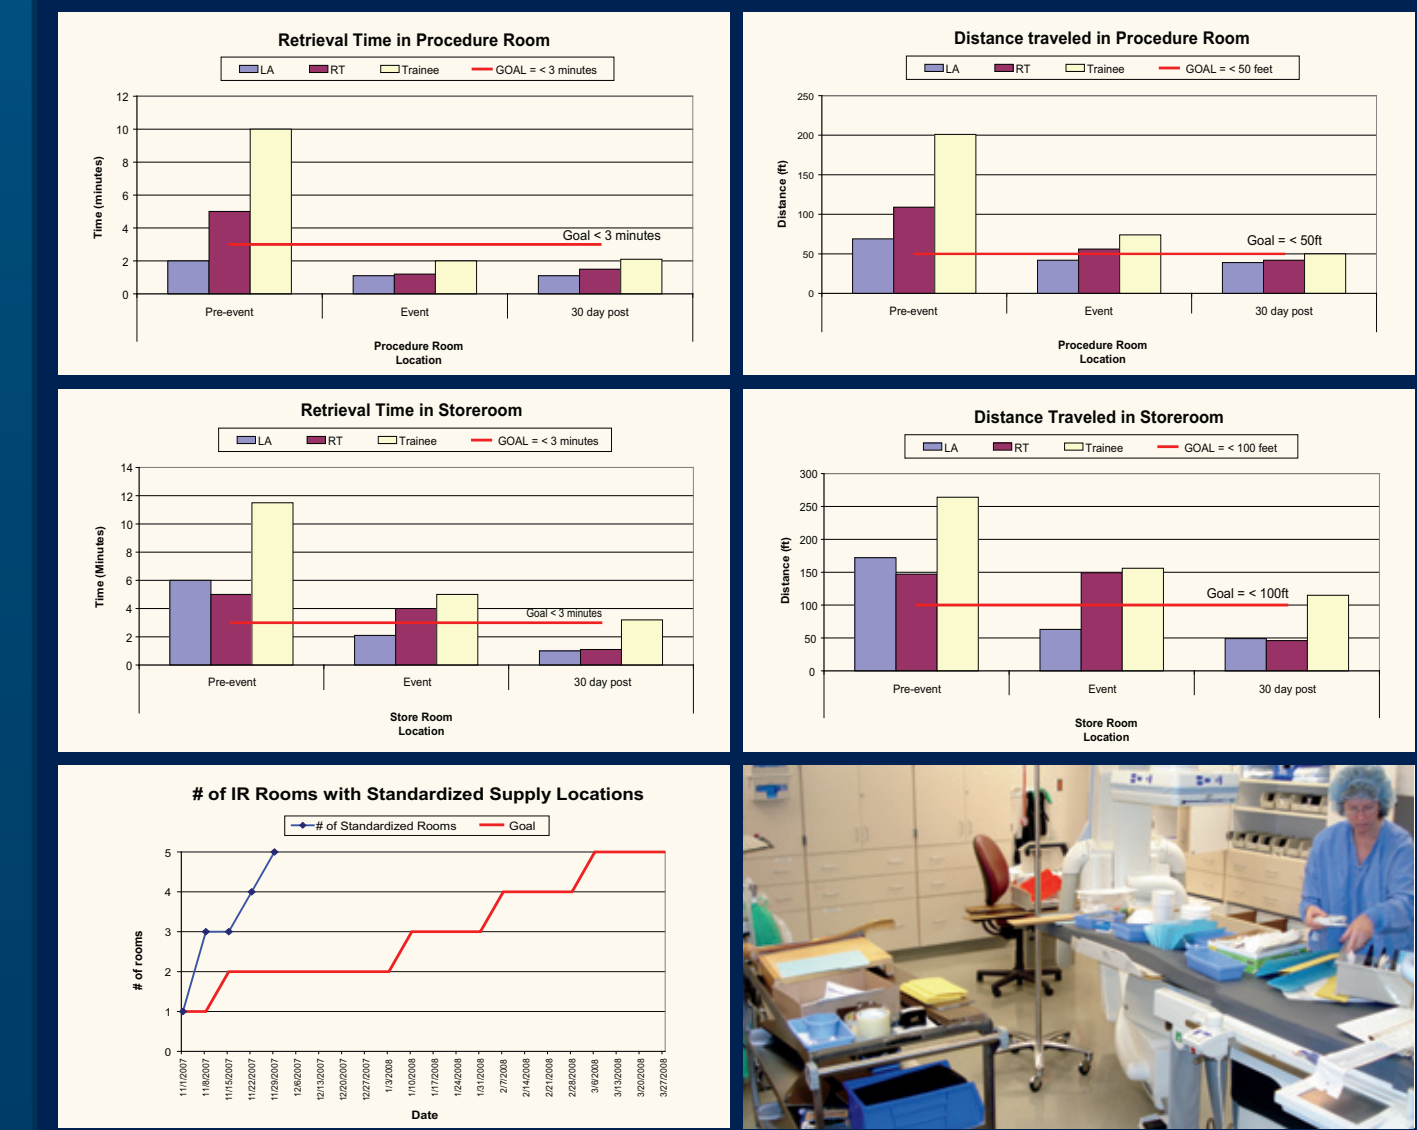 Retrieval Time in Procedure Room
LA RT Trainee GOAL = < 3 minutes
12
10
8
6
4
2
0
Time (minutes)
Goal < 3 minutes
Pre-event Event 30 day post
Procedure Room
Location
Distance traveled in Procedure Room
LA RT Trainee GOAL = < 50 feet
250
200
150
100
50
0
Distance (ft)
Goal = < 50ft
Pre-event Event 30 day post
Procedure Room
Location
Retrieval Time in Storeroom
LA RT Trainee GOAL = < 3 minutes
14
12
10
8
6
4
2
0
Time (Minutes)
Goal < 3 minutes
Pre-event Event 30 day post
Store Room
Location
Distance Traveled in Storeroom
LA RT Trainee GOAL = < 100 feet
300
250
200
150
100
50
0
Distance (ft)
Goal = < 100ft
Pre-event Event 30 day post
Store Room
Location
# of IR Rooms with Standardized Supply Locations
# of Standardized Rooms Goal
5
4
3
2
1
0
# of rooms
11/1/2007
11/8/2007
11/15/2007
11/22/2007
11/29/2007
12/6/2007
12/13/2007
12/20/2007
12/27/2007
1/3/2008
1/10/2008
1/17/2008
1/24/2008
1/31/2008
2/7/2008
2/14/2008
2/21/2008
2/28/2008
3/6/2008
3/13/2008
3/20/2008
3/27/2008
Date